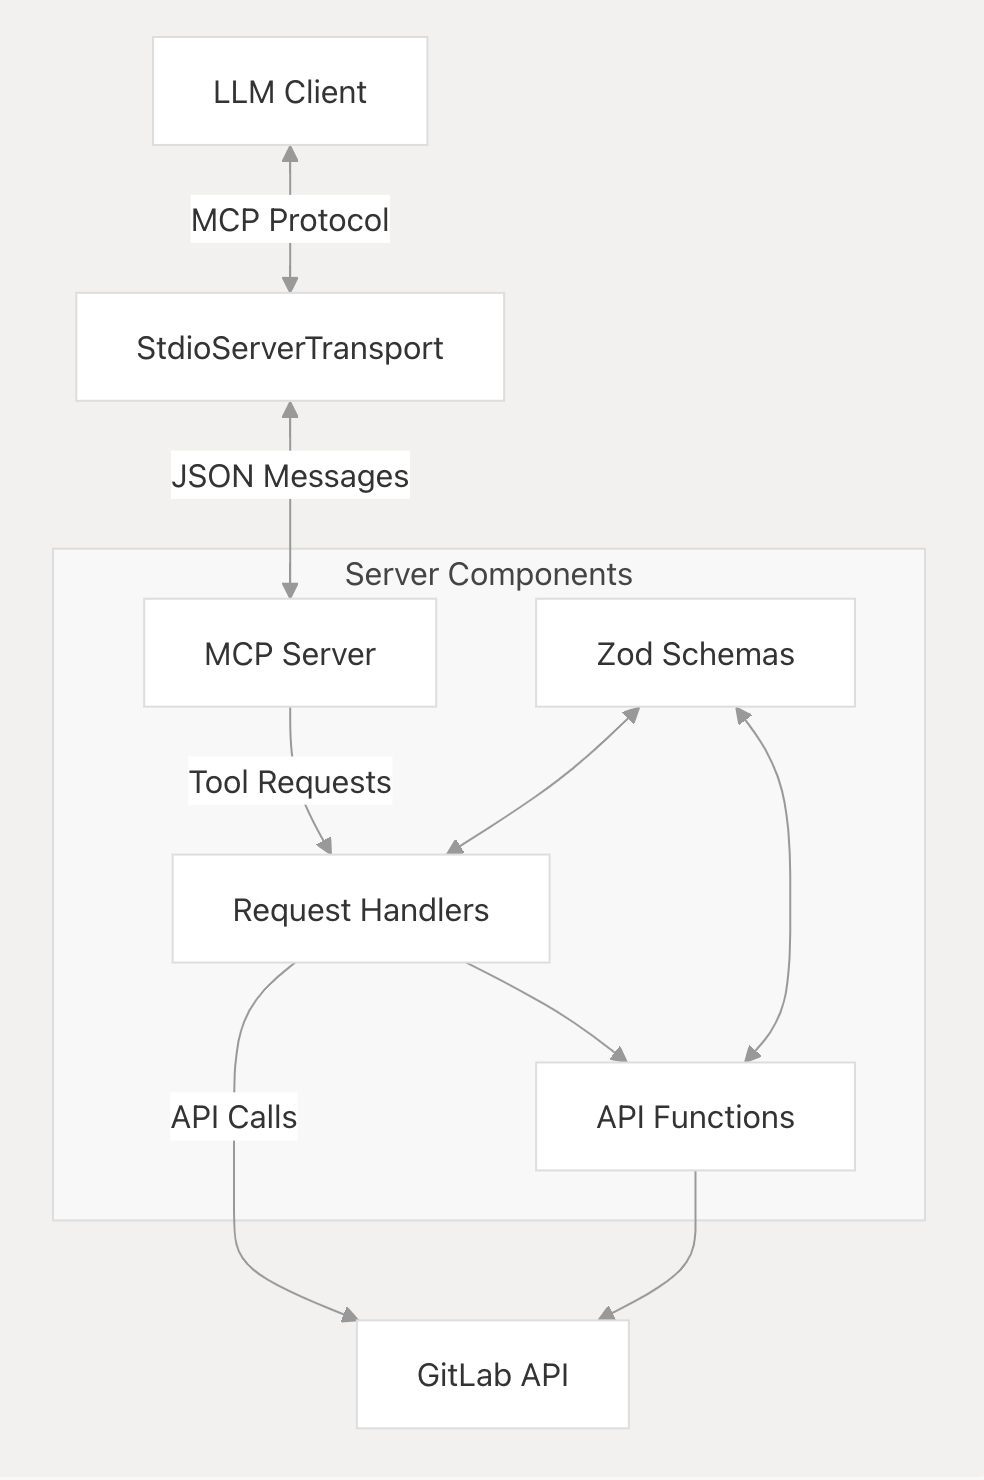 LLM Client
MCP Protocol
StdioServerTransport
JSON Messages
Server Components
MCP Server
Zod Schemas
Tool Requests
Request Handlers
API Calls
API Functions
GitLab API